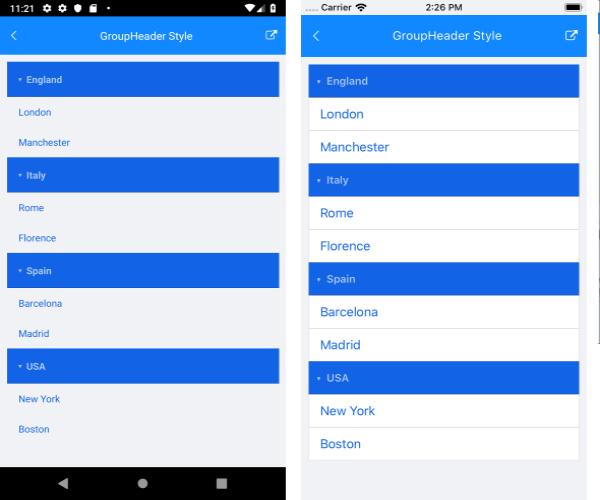 11:21
GroupHeader Style
England
London
Manchester
Italy
Rome
Florence
Spain
Barcelona
Madrid
USA
New York
Boston
Carrier 2:26 PM
GroupHeader Style
England
London
Manchester
Italy
Rome
Florence
Spain
Barcelona
Madrid
USA
New York
Boston